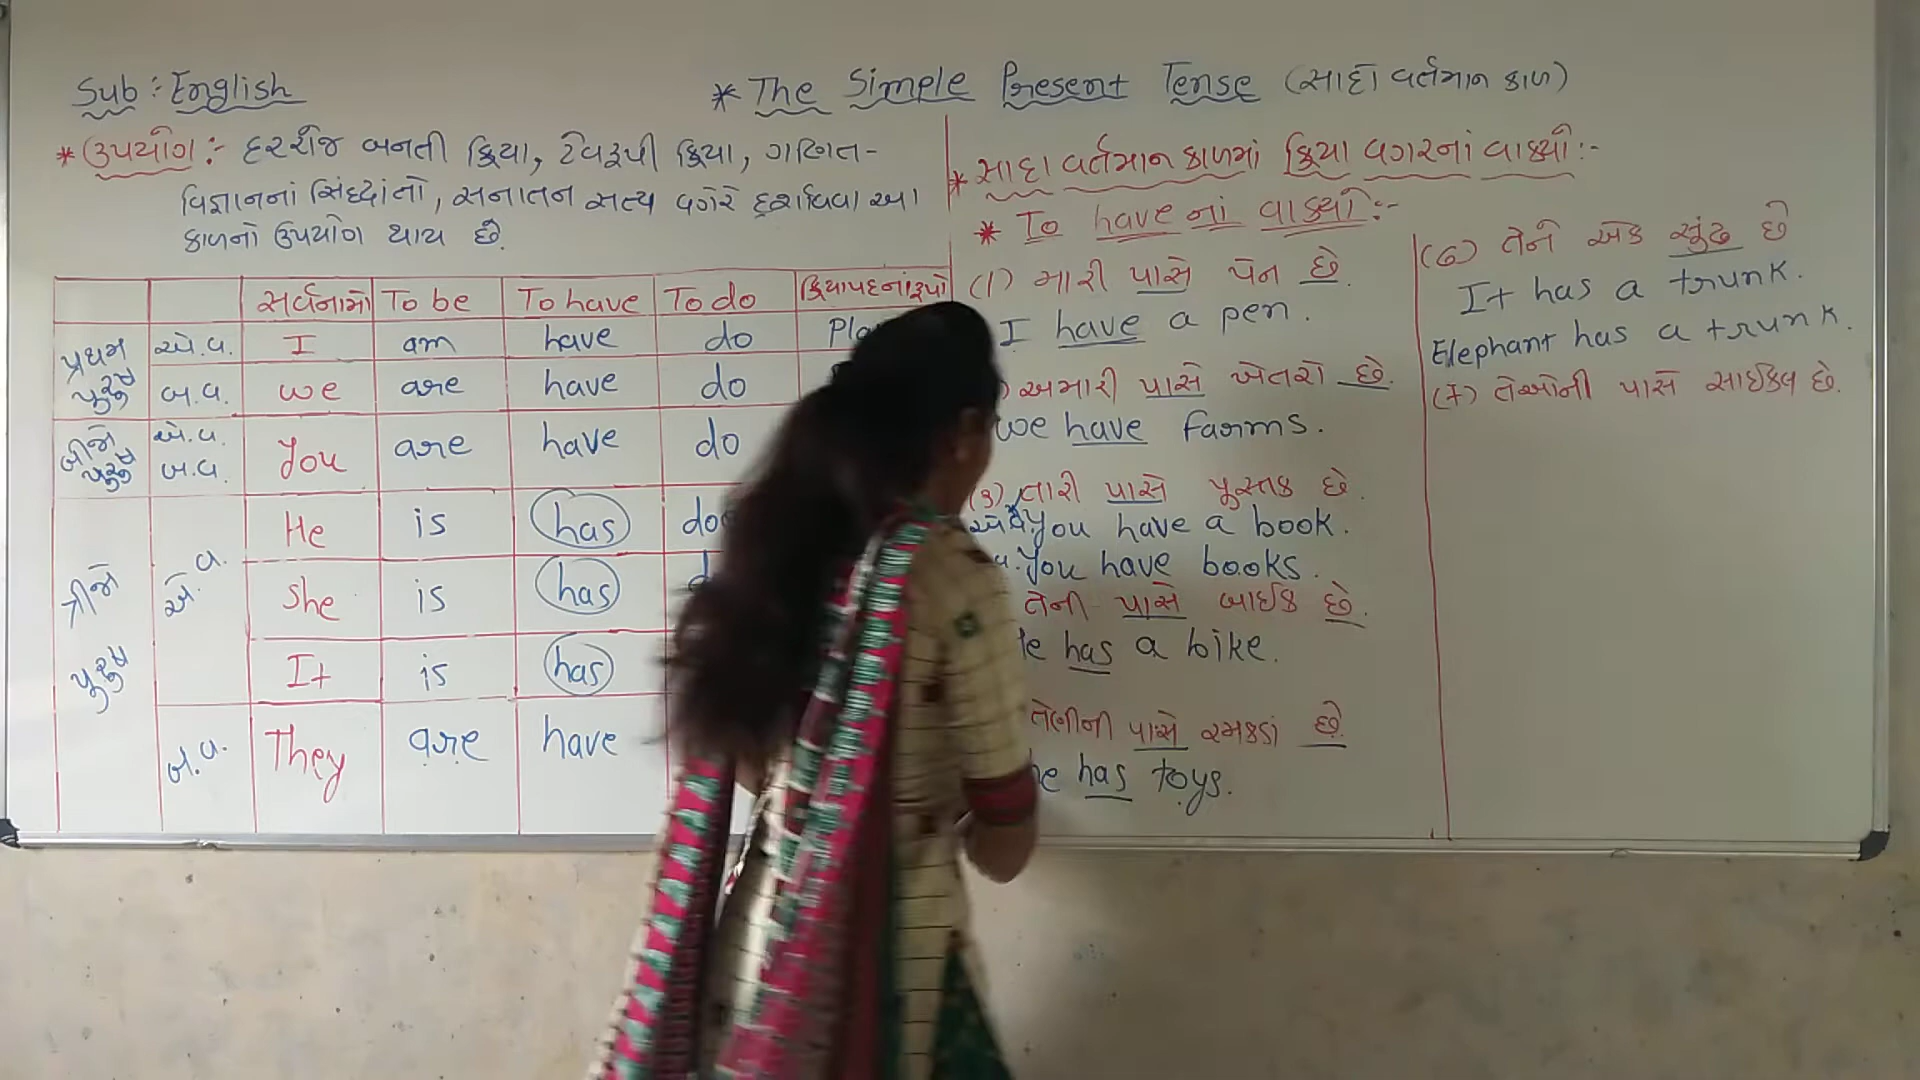 Sub : English
* The Simple Present Tense (સાદો વર્તમાન કાળ)
* ઉપયોગ :- દરરોજ બનતી ક્રિયા, ટેવરૂપી ક્રિયા, ગણિત-
વિજ્ઞાનનાં સિદ્ધાંતો, સનાતન સત્ય વગેરે દર્શાવવા આ
કાળનો ઉપયોગ થાય છે.
સર્વનામો To be To have To do ક્રિયાપદનાં રૂપો
પ્રથમ પુરુષ એ.વ. I am have do
બ.વ. we are have do
બીજો પુરુષ એ.વ. બ.વ. You are have do
ત્રીજો પુરુષ એ.વ. He is has
She is has
It is has
બ.વ. They are have
* સાદા વર્તમાન કાળમાં ક્રિયા વગરનાં વાક્યો :-
* To have નાં વાક્યો :-
(1) મારી પાસે પેન છે.
I have a pen.
અમારી પાસે ખેતરો છે.
we have farms.
(3) તારી પાસે પુસ્તક છે.
You have a book.
You have books.
તેની પાસે બાઈક છે.
has a bike.
તેણીની પાસે રમકડાં છે.
has toys.
(6) તેને એક સૂંઢ છે
It has a trunk.
Elephant has a trunk.
(7) તેઓની પાસે સાઈકલ છે.